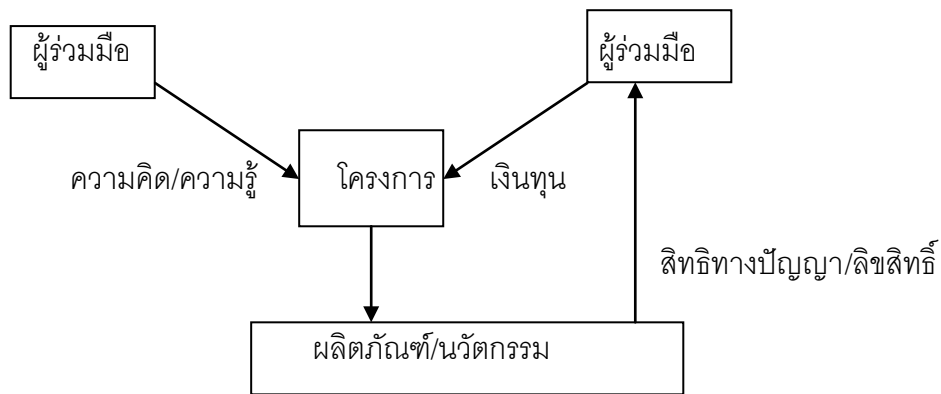 ผู้ร่วมมือ
ผู้ร่วมมือ
ความคิด/ความรู้
โครงการ
เงินทุน
สิทธิทางปัญญา/ลิขสิทธิ์
ผลิตภัณฑ์/นวัตกรรม